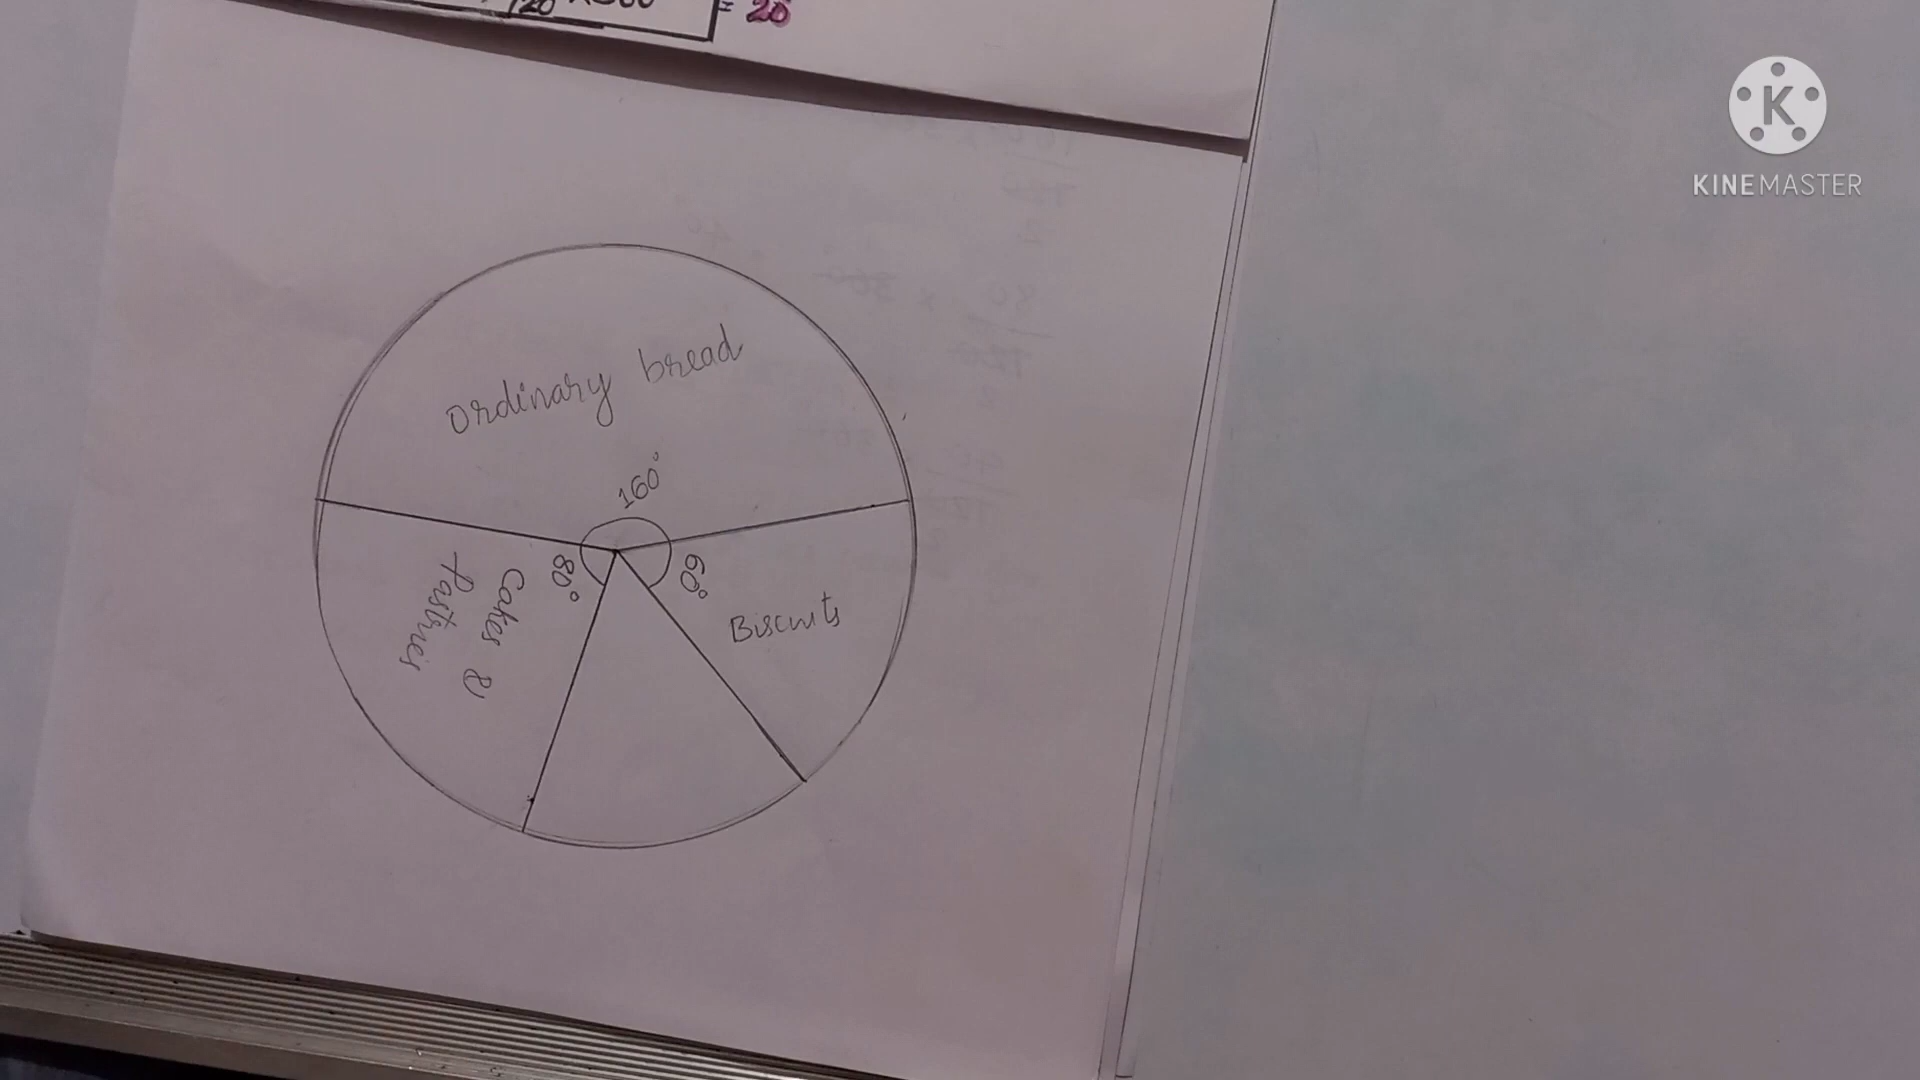 = 20
K
KINEMASTER
ordinary bread
160°
80°
60°
Cakes &
Pastries
Biscuits